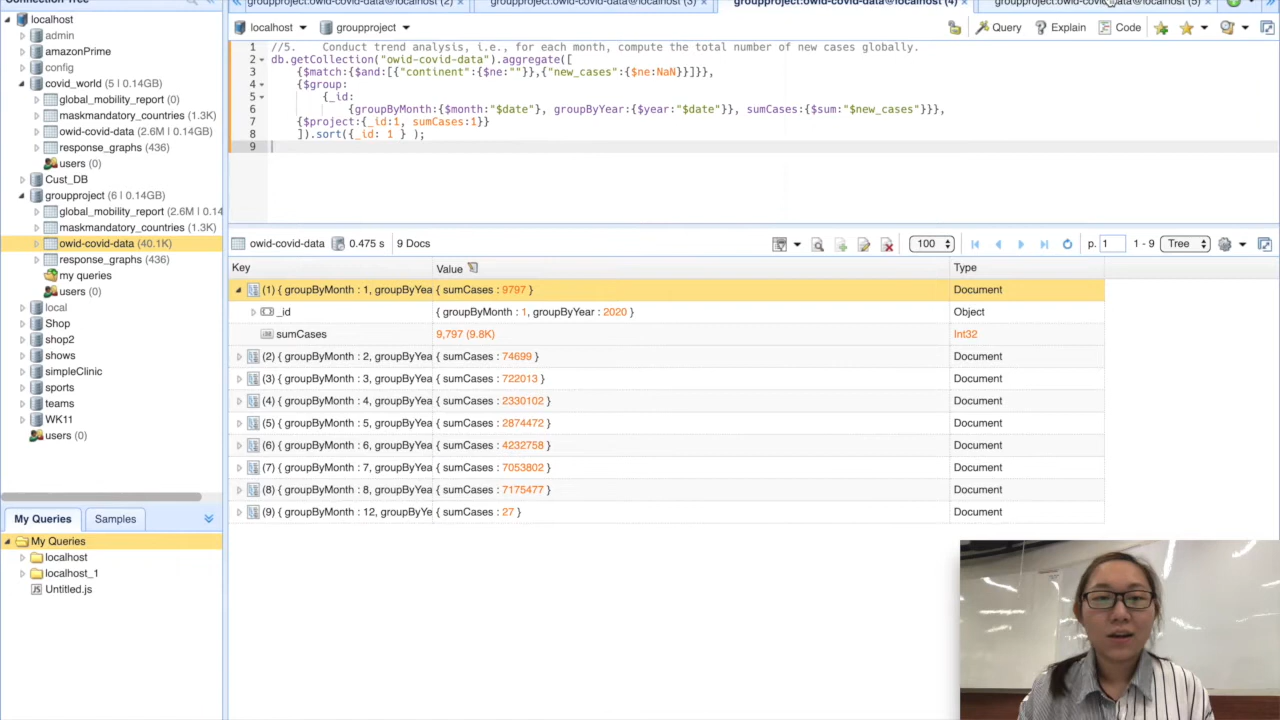 Connection Tree
groupproject:owid-covid-data@localhost (2)
groupproject:owid-covid-data@localhost (3)
groupproject:owid-covid-data@localhost (4)
groupproject:owid-covid-data@localhost (5)
localhost
groupproject
Query
Explain
Code
localhost
admin
amazonPrime
config
covid_world (5 | 0.14GB)
global_mobility_report (0)
maskmandatory_countries (1.3K)
owid-covid-data (2.6M | 0.14GB)
response_graphs (436)
users (0)
Cust_DB
groupproject (6 | 0.14GB)
global_mobility_report (2.6M | 0.14
maskmandatory_countries (1.3K)
owid-covid-data (40.1K)
response_graphs (436)
my queries
users (0)
local
Shop
shop2
shows
simpleClinic
sports
teams
WK11
users (0)
1 //5. Conduct trend analysis, i.e., for each month, compute the total number of new cases globally.
2 db.getCollection("owid-covid-data").aggregate([
3 {$match:{$and:[{"continent":{$ne:""}},{"new_cases":{$ne:NaN}}]}},
4 {$group:
5 {_id:
6 {groupByMonth:{$month:"$date"}, groupByYear:{$year:"$date"}}, sumCases:{$sum:"$new_cases"}}},
7 {$project:{_id:1, sumCases:1}}
8 ]).sort({_id: 1 } );
9
owid-covid-data 0.475 s 9 Docs
100
p. 1 1 - 9 Tree
Key Value Type
(1) { groupByMonth : 1, groupByYea { sumCases : 9797 } Document
_id { groupByMonth : 1, groupByYear : 2020 } Object
sumCases 9,797 (9.8K) Int32
(2) { groupByMonth : 2, groupByYea { sumCases : 74699 } Document
(3) { groupByMonth : 3, groupByYea { sumCases : 722013 } Document
(4) { groupByMonth : 4, groupByYea { sumCases : 2330102 } Document
(5) { groupByMonth : 5, groupByYea { sumCases : 2874472 } Document
(6) { groupByMonth : 6, groupByYea { sumCases : 4232758 } Document
(7) { groupByMonth : 7, groupByYea { sumCases : 7053802 } Document
(8) { groupByMonth : 8, groupByYea { sumCases : 7175477 } Document
(9) { groupByMonth : 12, groupByYe { sumCases : 27 } Document
My Queries
Samples
My Queries
localhost
localhost_1
Untitled.js